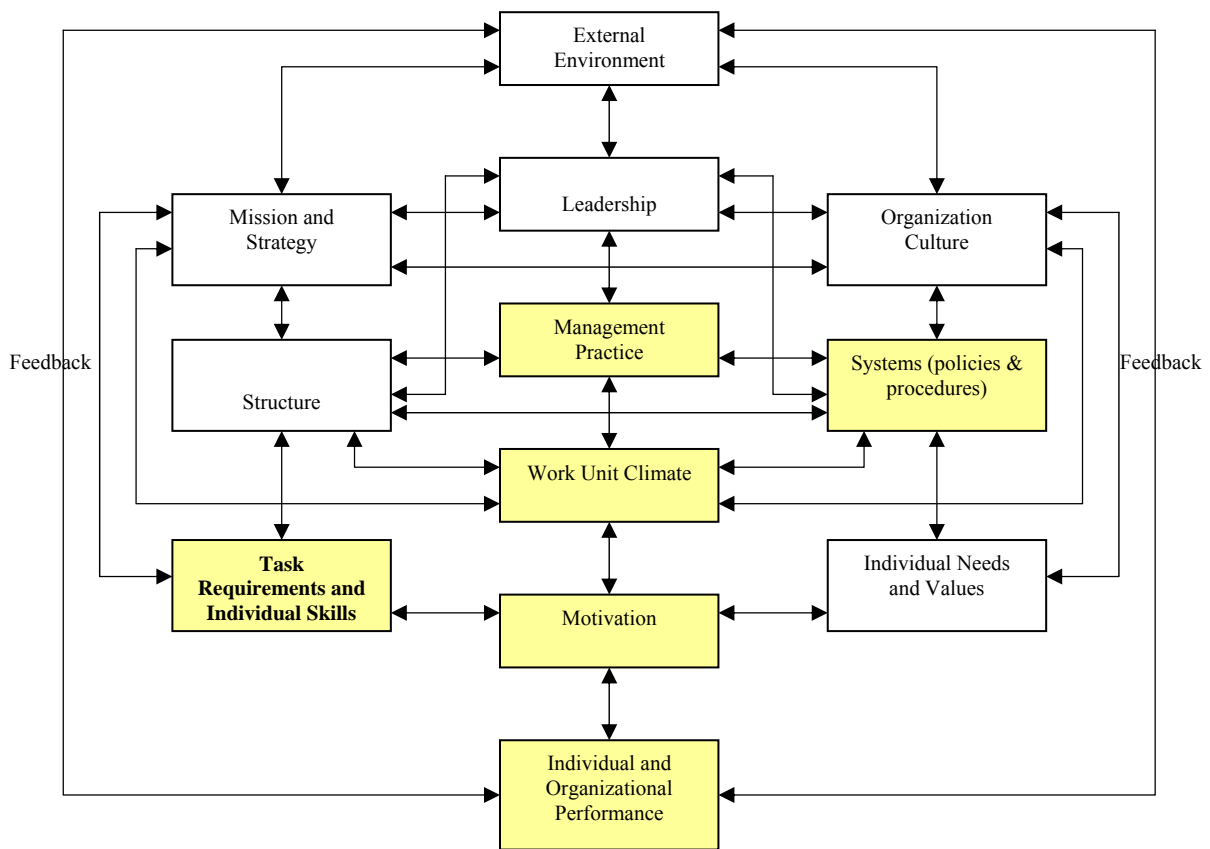 External
Environment
Leadership
Mission and
Strategy
Organization
Culture
Management
Practice
Feedback
Systems (policies &
procedures)
Feedback
Structure
Work Unit Climate
Task
Requirements and
Individual Skills
Individual Needs
and Values
Motivation
Individual and
Organizational
Performance